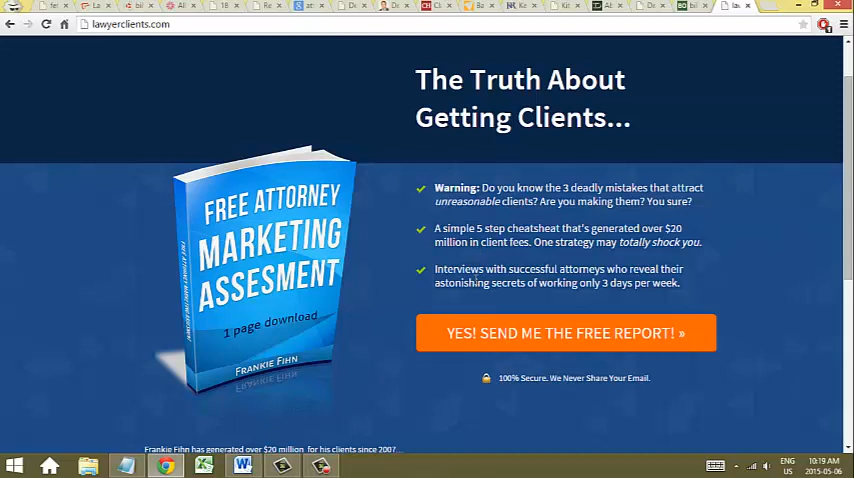 lawyerclients.com
The Truth About
Getting Clients...
FREE ATTORNEY
MARKETING
ASSESMENT
1 page download
FRANKIE FIHN
FREE ATTORNEY MARKETING ASSESMENT
Warning: Do you know the 3 deadly mistakes that attract
unreasonable clients? Are you making them? You sure?
A simple 5 step cheatsheat that's generated over $20
million in client fees. One strategy may totally shock you.
Interviews with successful attorneys who reveal their
astonishing secrets of working only 3 days per week.
YES! SEND ME THE FREE REPORT! »
100% Secure. We Never Share Your Email.
Frankie Fihn has generated over $20 million for his clients since 2007...
ENG
US
10:19 AM
2015-05-06